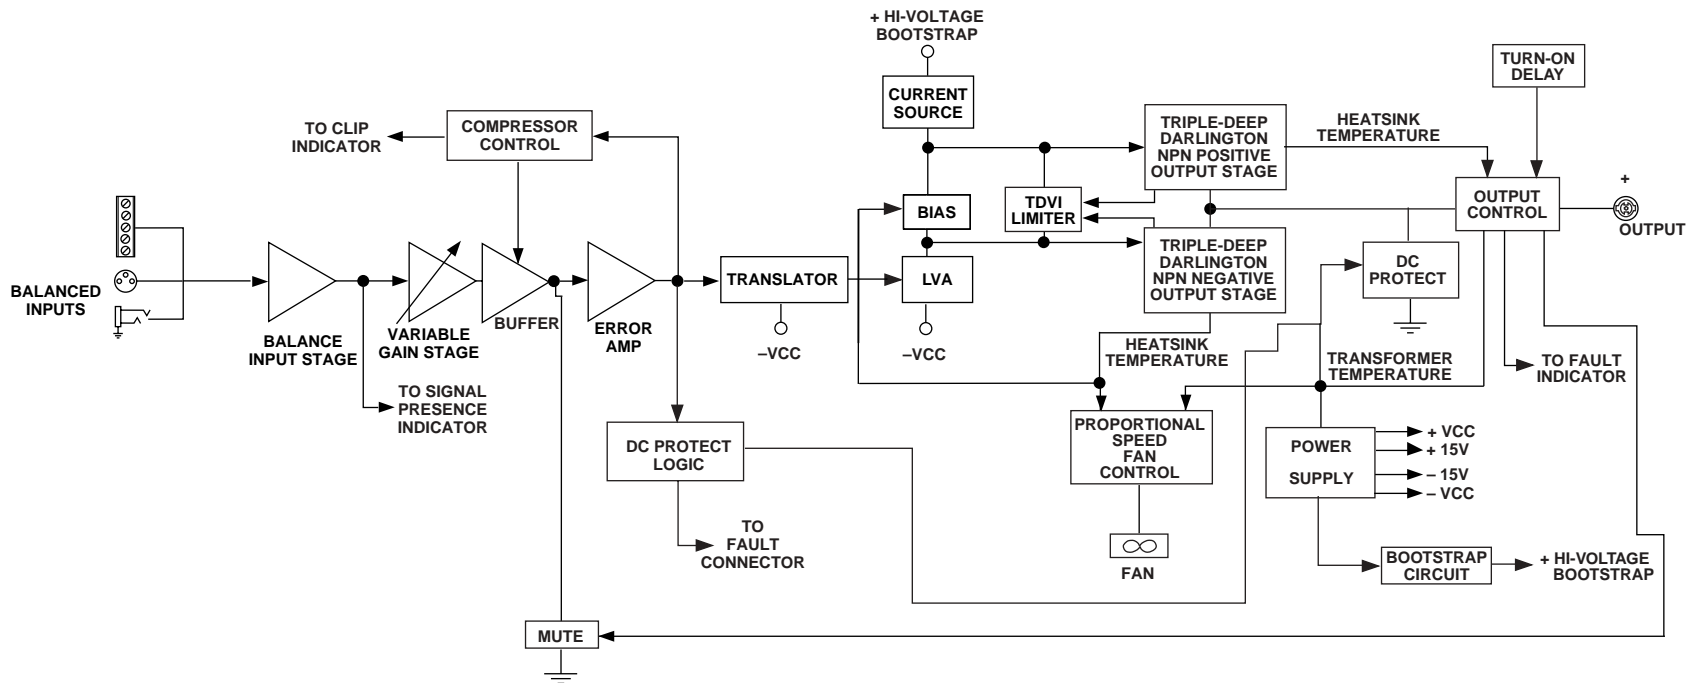 + HI-VOLTAGE
BOOTSTRAP
CURRENT
SOURCE
TURN-ON
DELAY
TO CLIP
INDICATOR
COMPRESSOR
CONTROL
TRIPLE-DEEP
DARLINGTON
NPN POSITIVE
OUTPUT STAGE
HEATSINK
TEMPERATURE
OUTPUT
CONTROL
+
OUTPUT
BIAS
TDVI
LIMITER
TRIPLE-DEEP
DARLINGTON
NPN NEGATIVE
OUTPUT STAGE
DC
PROTECT
BALANCED
INPUTS
BALANCE
INPUT STAGE
VARIABLE
GAIN STAGE
BUFFER
ERROR
AMP
TRANSLATOR
–VCC
LVA
–VCC
HEATSINK
TEMPERATURE
TRANSFORMER
TEMPERATURE
TO FAULT
INDICATOR
TO SIGNAL
PRESENCE
INDICATOR
DC PROTECT
LOGIC
PROPORTIONAL
SPEED
FAN
CONTROL
POWER
SUPPLY
+ VCC
+ 15V
– 15V
– VCC
TO
FAULT
CONNECTOR
FAN
BOOTSTRAP
CIRCUIT
+ HI-VOLTAGE
BOOTSTRAP
MUTE